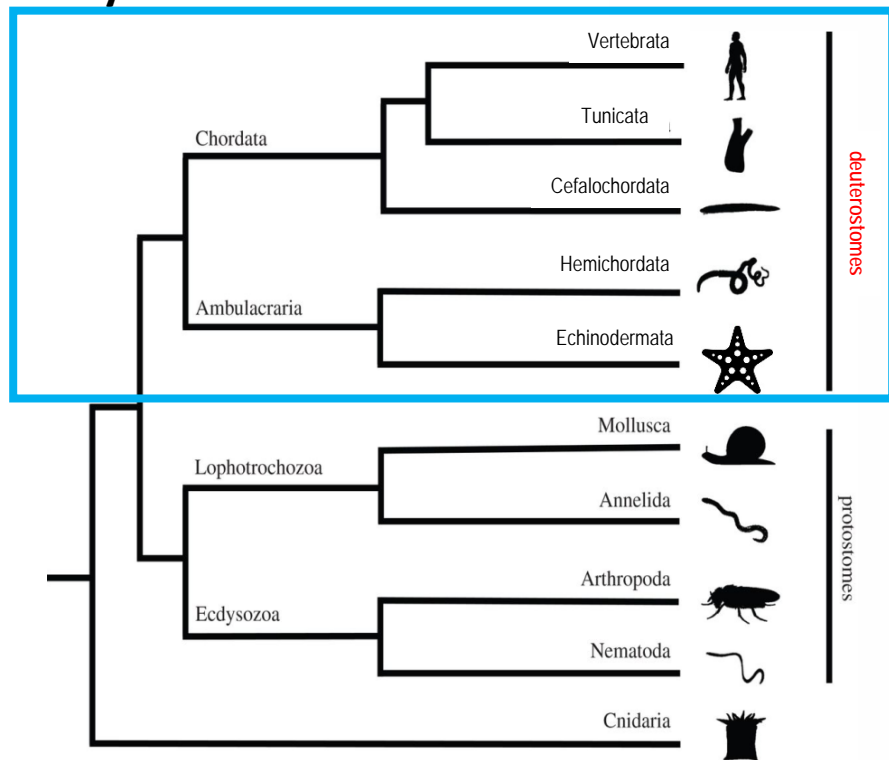 Vertebrata
Tunicata
Chordata
Cefalochordata
deuterostomes
Hemichordata
Ambulacraria
Echinodermata
Mollusca
Lophotrochozoa
Annelida
protostomes
Arthropoda
Ecdysozoa
Nematoda
Cnidaria